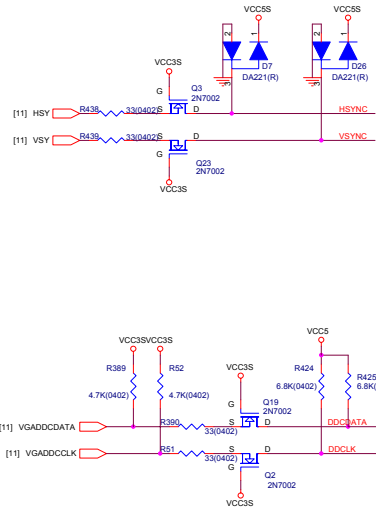 VCC5S
VCC5S
2
1
3
D7
DA221(R)
2
1
3
D26
DA221(R)
VCC3S
Q3
2N7002
G
[11] HSY
R438
33(0402)
S
D
HSYNC
[11] VSY
R439
33(0402)
S
D
VSYNC
G
Q23
2N7002
VCC3S
VCC3S
VCC3S
VCC5
R389
4.7K(0402)
R52
4.7K(0402)
VCC3S
R424
6.8K(0402)
R425
6.8K(
Q19
2N7002
G
[11] VGADDCDATA
R390
33(0402)
S
D
DDCDATA
[11] VGADDCCLK
R51
33(0402)
S
D
DDCLK
G
Q2
2N7002
VCC3S